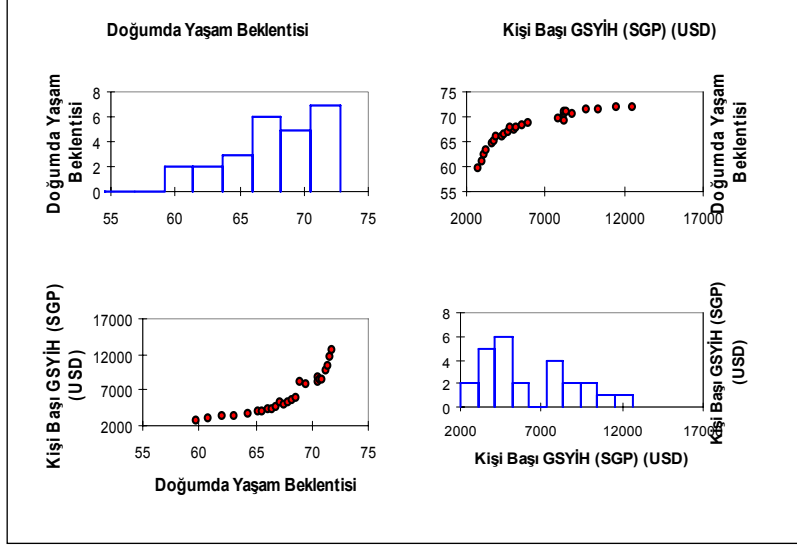 Doğumda Yaşam Beklentisi
Kişi Başı GSYİH (SGP) (USD)
Doğumda Yaşam
Beklentisi
8
6
4
2
0
55 60 65 70 75
75
70
65
60
55
2000 7000 12000 17000
Doğumda Yaşam
Beklentisi
Kişi Başı GSYİH (SGP)
(USD)
17000
12000
7000
2000
55 60 65 70 75
Doğumda Yaşam Beklentisi
8
6
4
2
0
2000 7000 12000 17000
Kişi Başı GSYİH (SGP) (USD)
Kişi Başı GSYİH (SGP)
(USD)